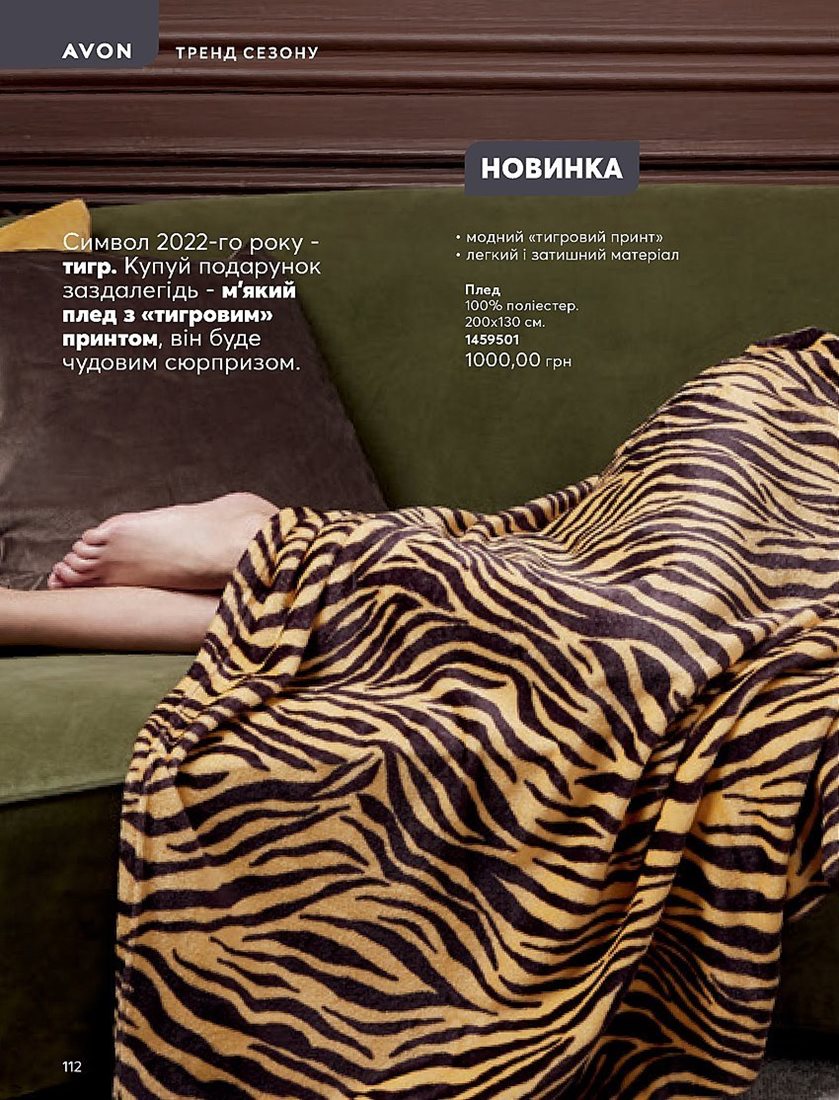 AVON
ТРЕНД СЕЗОНУ
НОВИНКА
Символ 2022-го року -
тигр. Купуй подарунок
заздалегідь - м'який
плед з «тигровим»
принтом, він буде
чудовим сюрпризом.
• модний «тигровий принт»
• легкий і затишний матеріал
Плед
100% поліестер.
200х130 см.
1459501
1000,00 грн
112